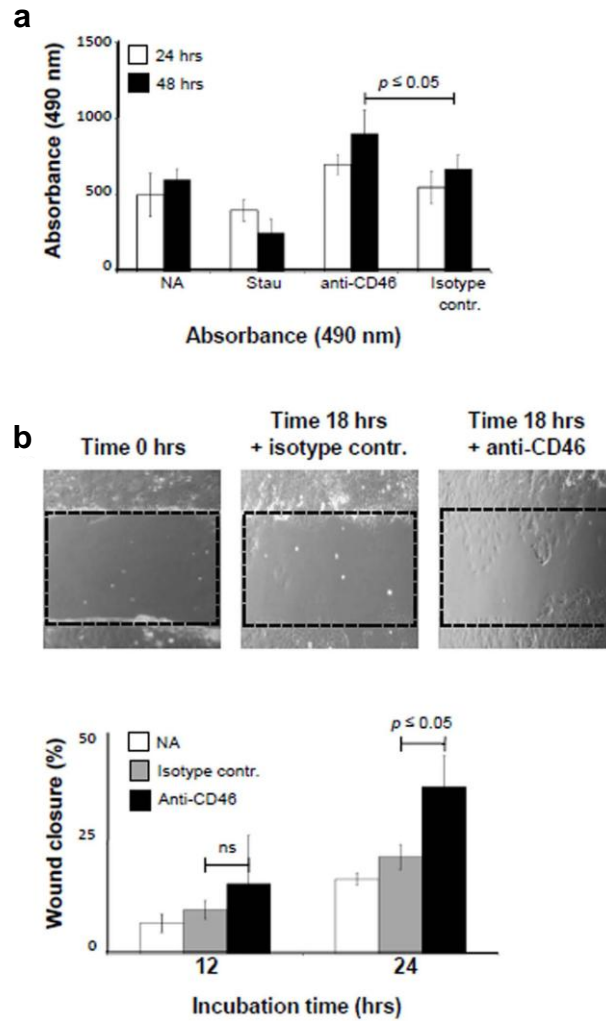 a
1500
1000
500
0
Absorbance (490 nm)
24 hrs
48 hrs
p ≤ 0.05
NA Stau anti-CD46 Isotype
contr.
Absorbance (490 nm)
b
Time 0 hrs
Time 18 hrs
+ isotype contr.
Time 18 hrs
+ anti-CD46
50
25
0
Wound closure (%)
NA
Isotype contr.
Anti-CD46
ns
p ≤ 0.05
12 24
Incubation time (hrs)